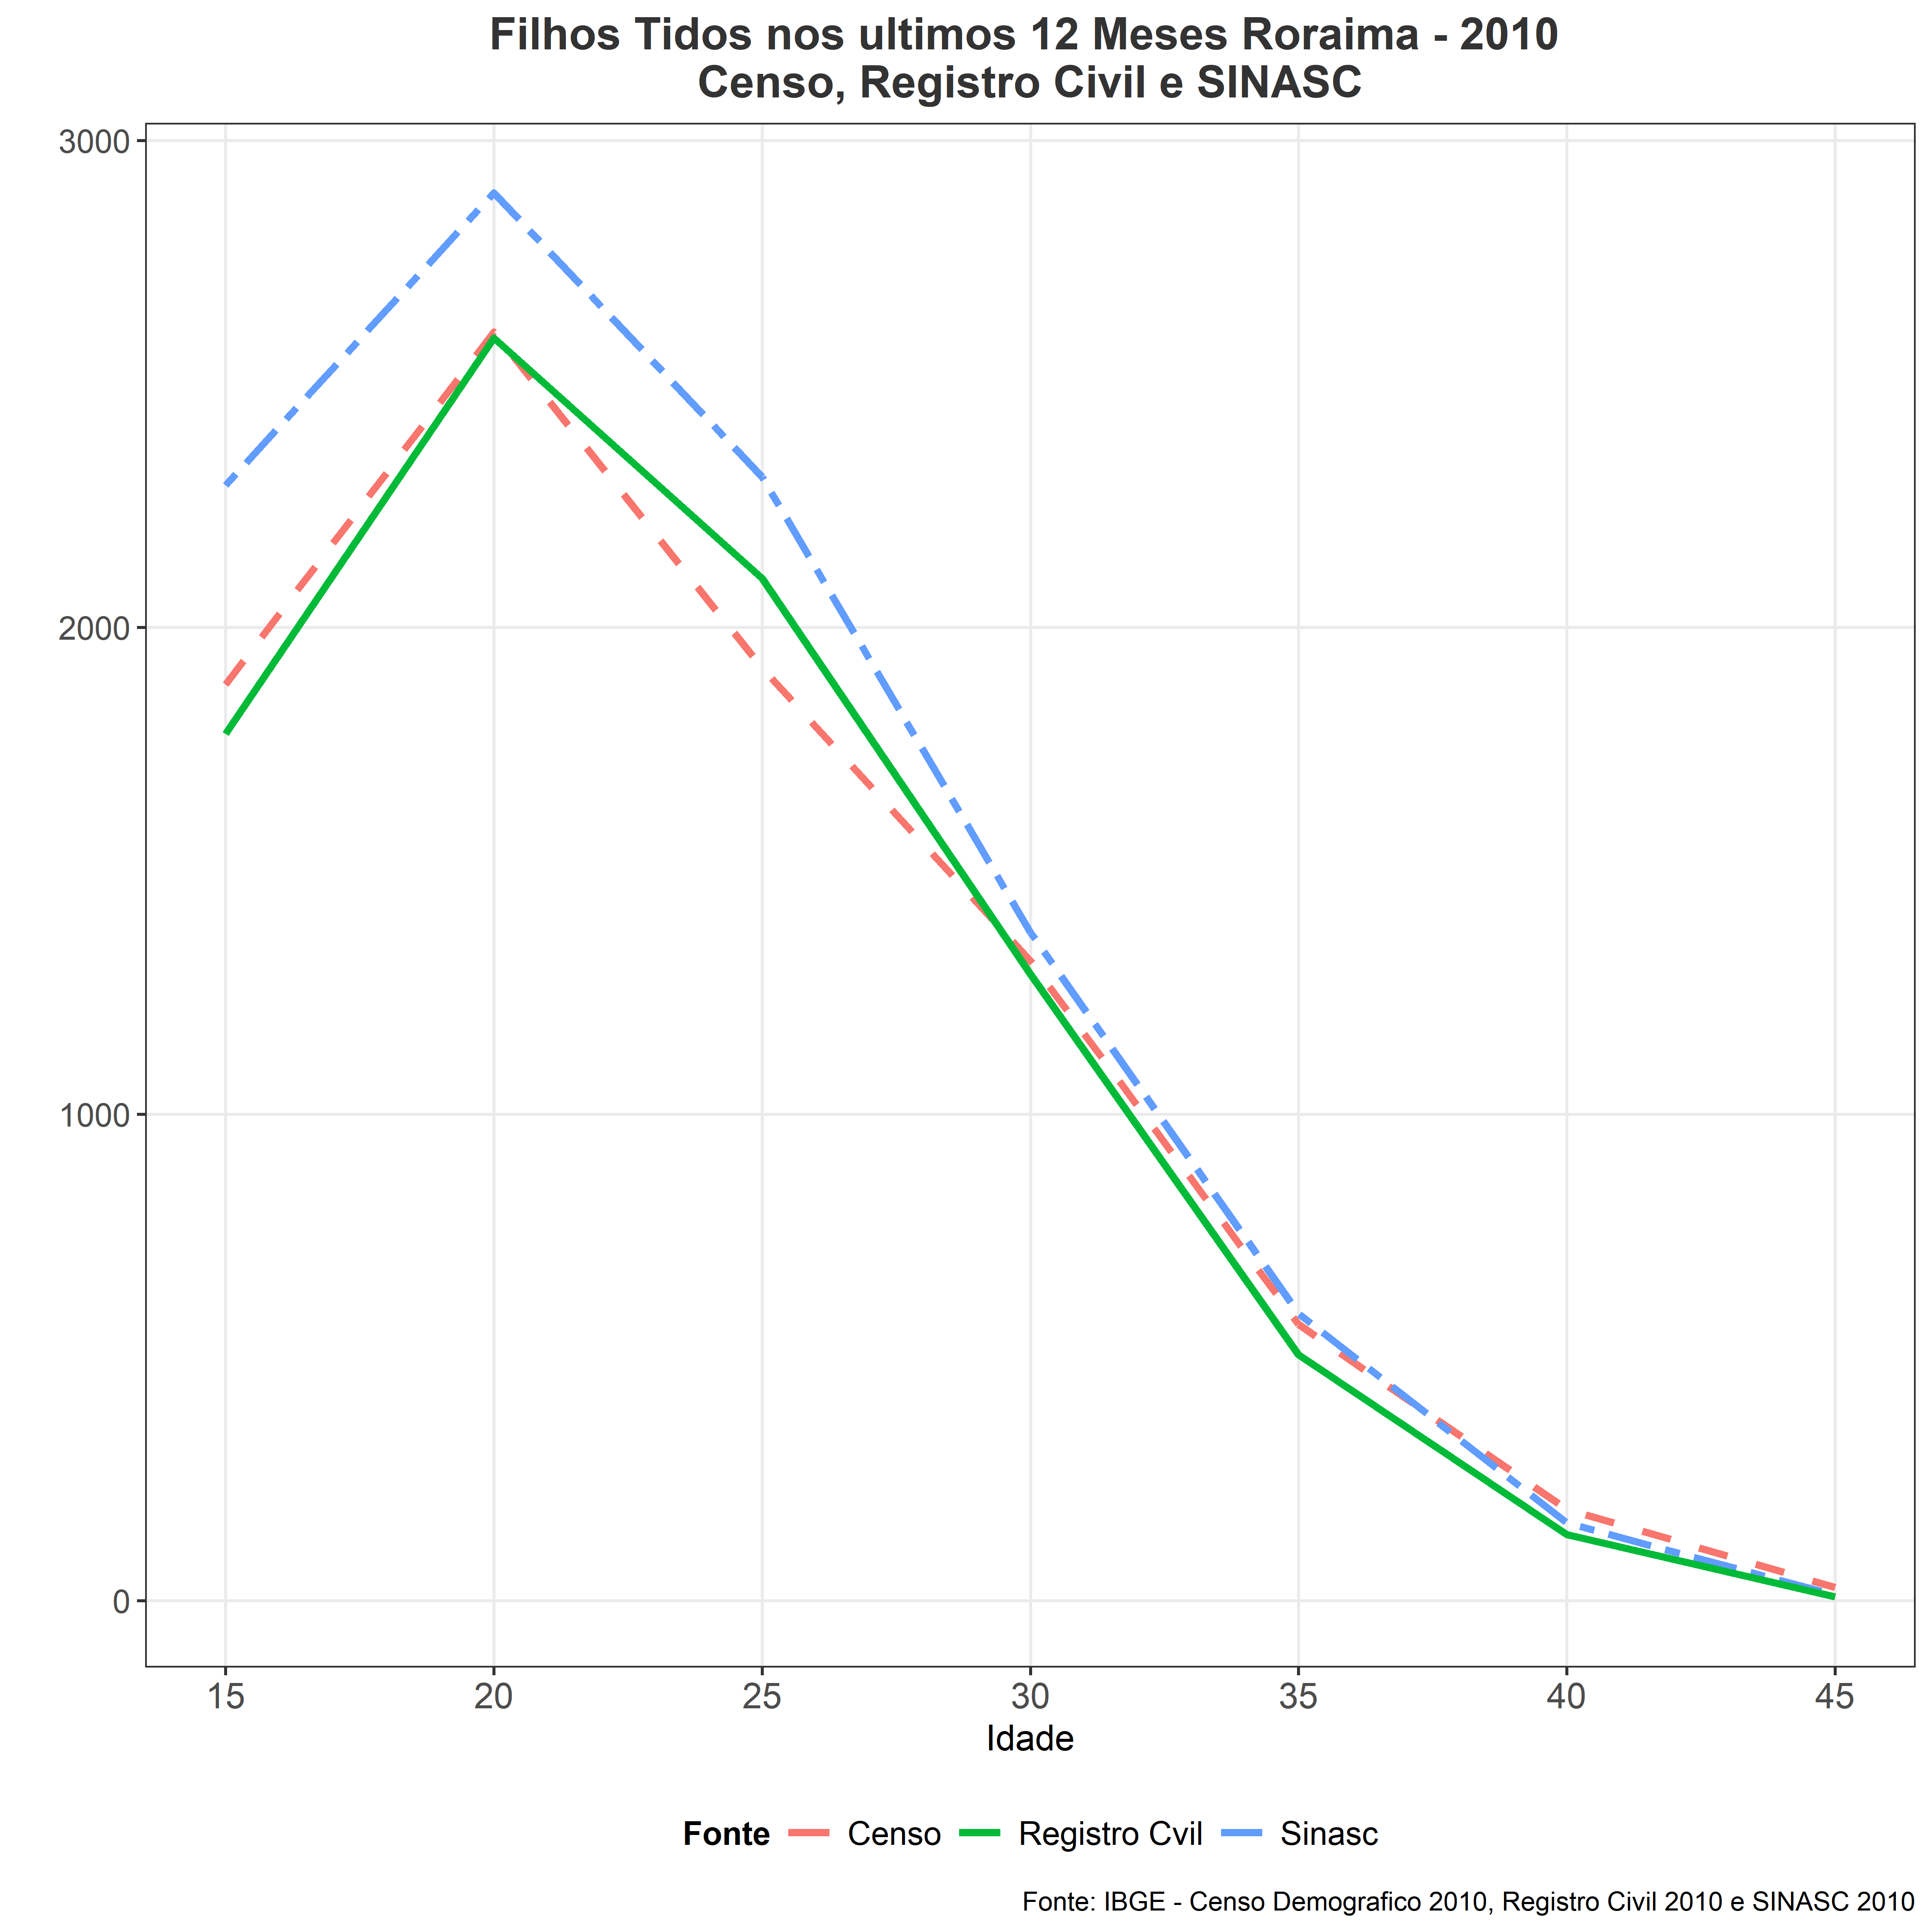 Filhos Tidos nos ultimos 12 Meses Roraima - 2010
Censo, Registro Civil e SINASC
3000
2000
1000
0
15 20 25 30 35 40 45
Idade
Fonte Censo Registro Cvil Sinasc
Fonte: IBGE - Censo Demografico 2010, Registro Civil 2010 e SINASC 2010